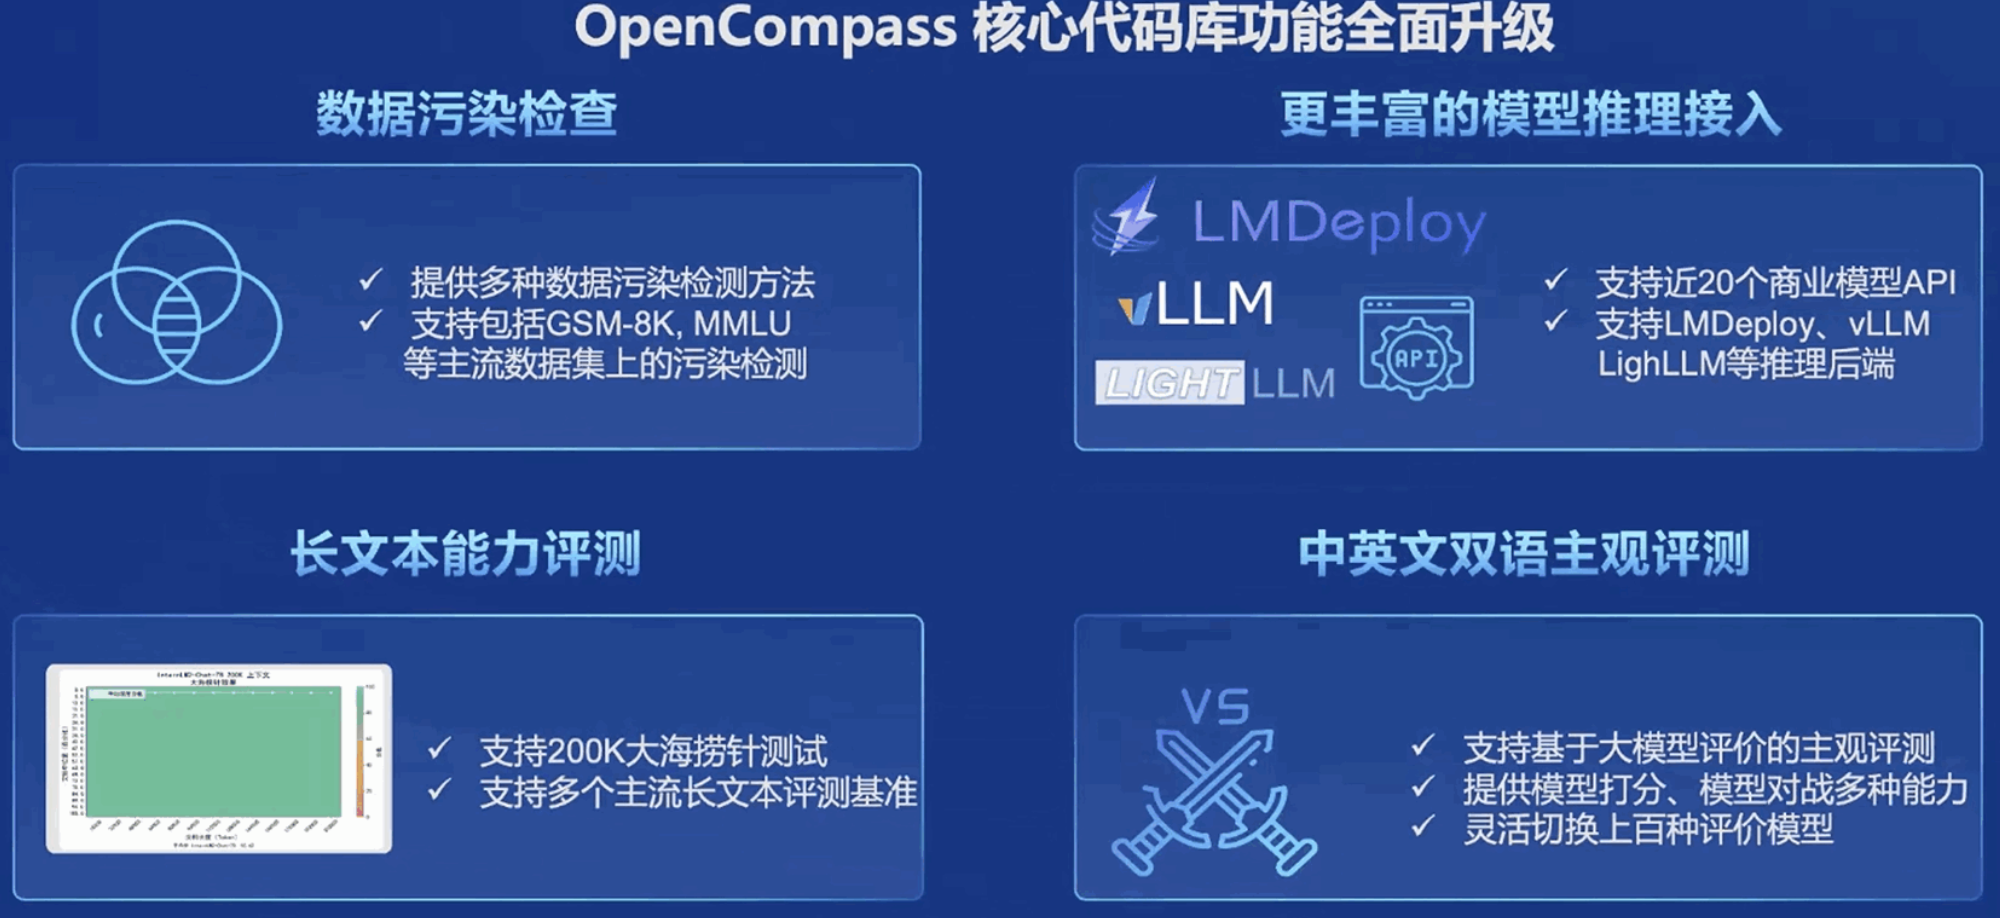 OpenCompass 核心代码库功能全面升级
数据污染检查
✓ 提供多种数据污染检测方法
✓ 支持包括GSM-8K, MMLU
等主流数据集上的污染检测
更丰富的模型推理接入
LMDeploy
vLLM
LIGHT LLM
API
✓ 支持近20个商业模型API
✓ 支持LMDeploy、vLLM
LighLLM等推理后端
长文本能力评测
200K 上下文
✓ 支持200K大海捞针测试
✓ 支持多个主流长文本评测基准
中英文双语主观评测
VS
✓ 支持基于大模型评价的主观评测
✓ 提供模型打分、模型对战多种能力
✓ 灵活切换上百种评价模型